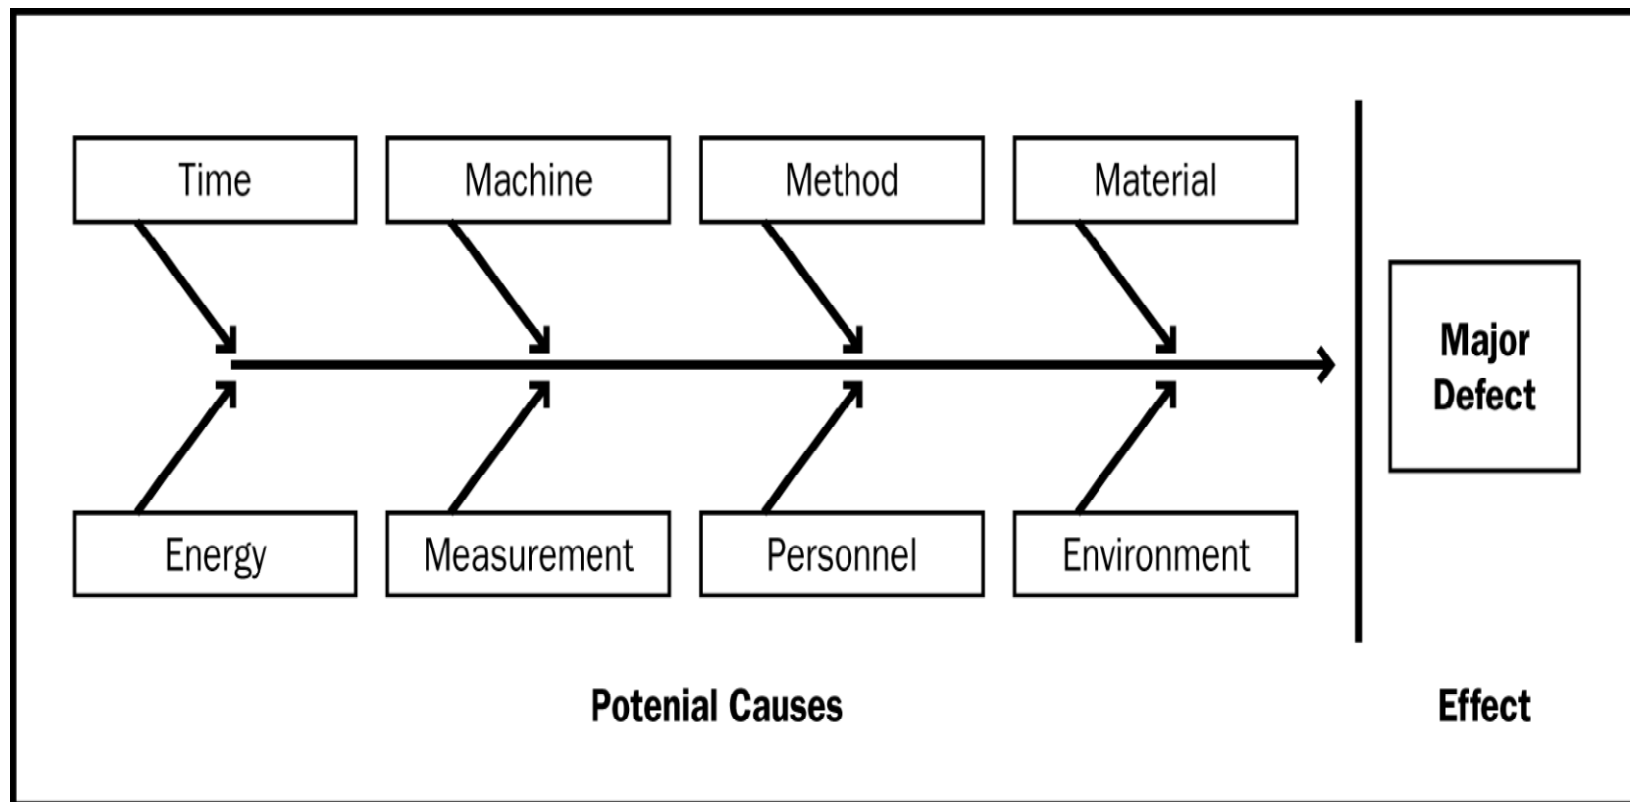 Time
Machine
Method
Material
Major
Defect
Energy
Measurement
Personnel
Environment
Potenial Causes
Effect